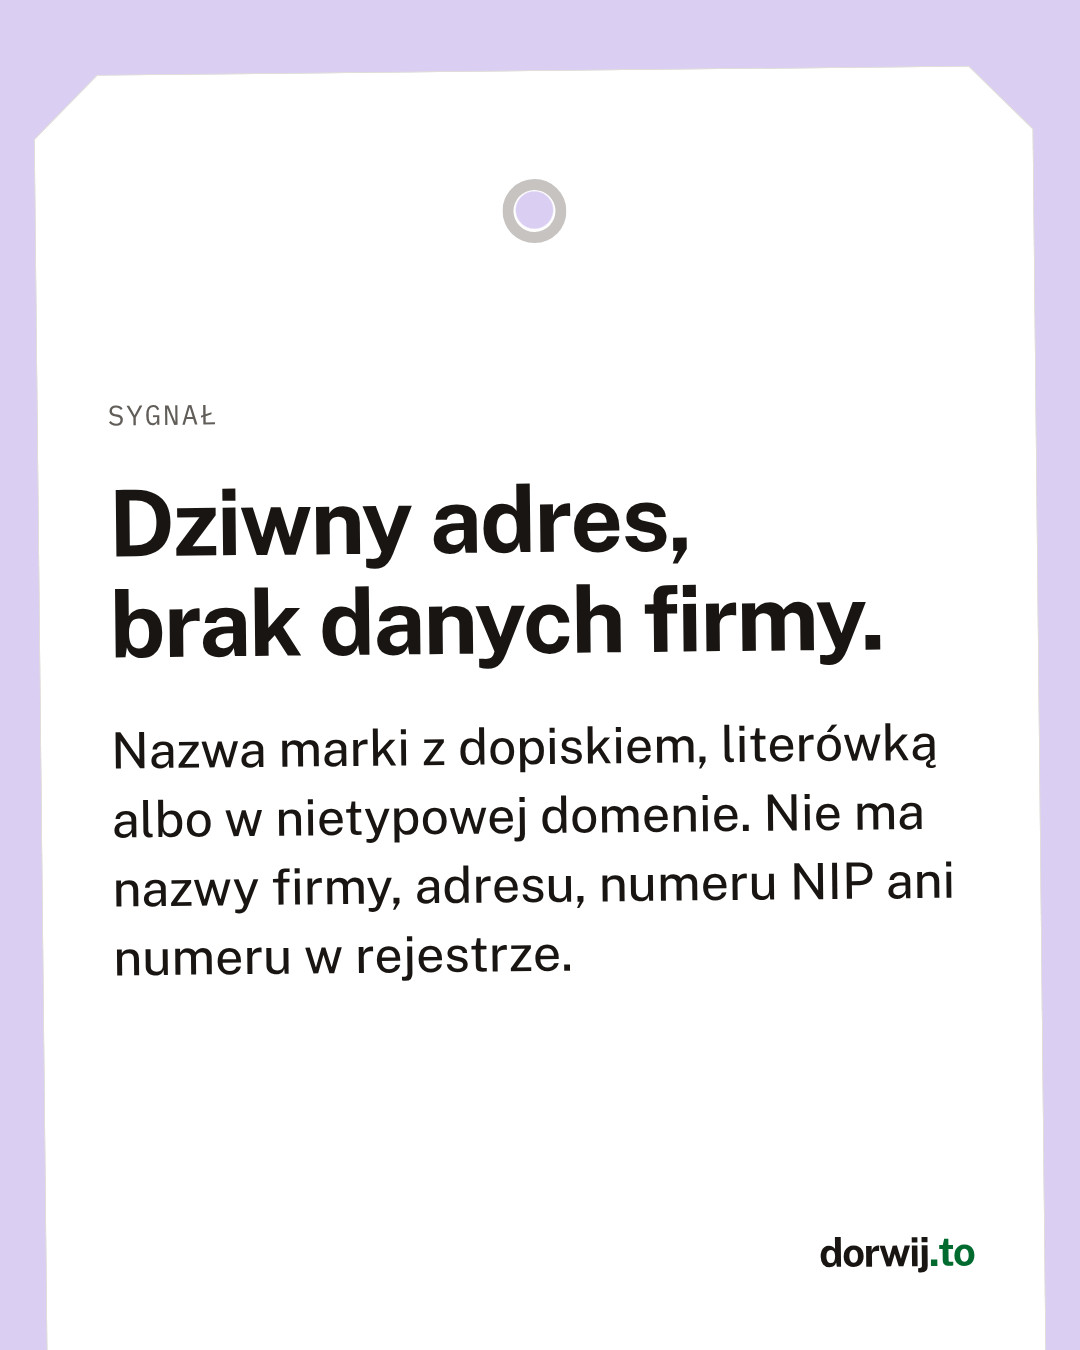 SYGNAŁ
Dziwny adres,
brak danych firmy.
Nazwa marki z dopiskiem, literówką
albo w nietypowej domenie. Nie ma
nazwy firmy, adresu, numeru NIP ani
numeru w rejestrze.
dorwij.to